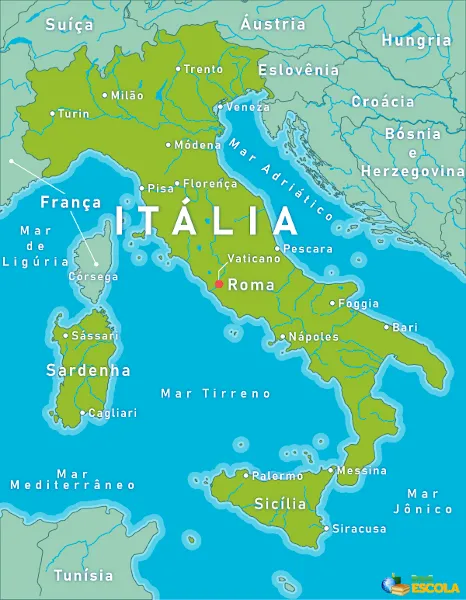 Suíça
Áustria
Hungria
Trento
Eslovênia
Milão
Veneza
Croácia
Turin
Bósnia
e
Herzegovina
Módena
Mar Adriático
Pisa
Florença
França
ITÁLIA
Mar
de
Ligúria
Pescara
Vaticano
Córsega
Roma
Foggia
Bari
Sássari
Nápoles
Sardenha
Mar Tirreno
Cagliari
Mar
Mediterrâneo
Messina
Palermo
Mar
Jônico
Sicília
Siracusa
Tunísia
ESCOLA